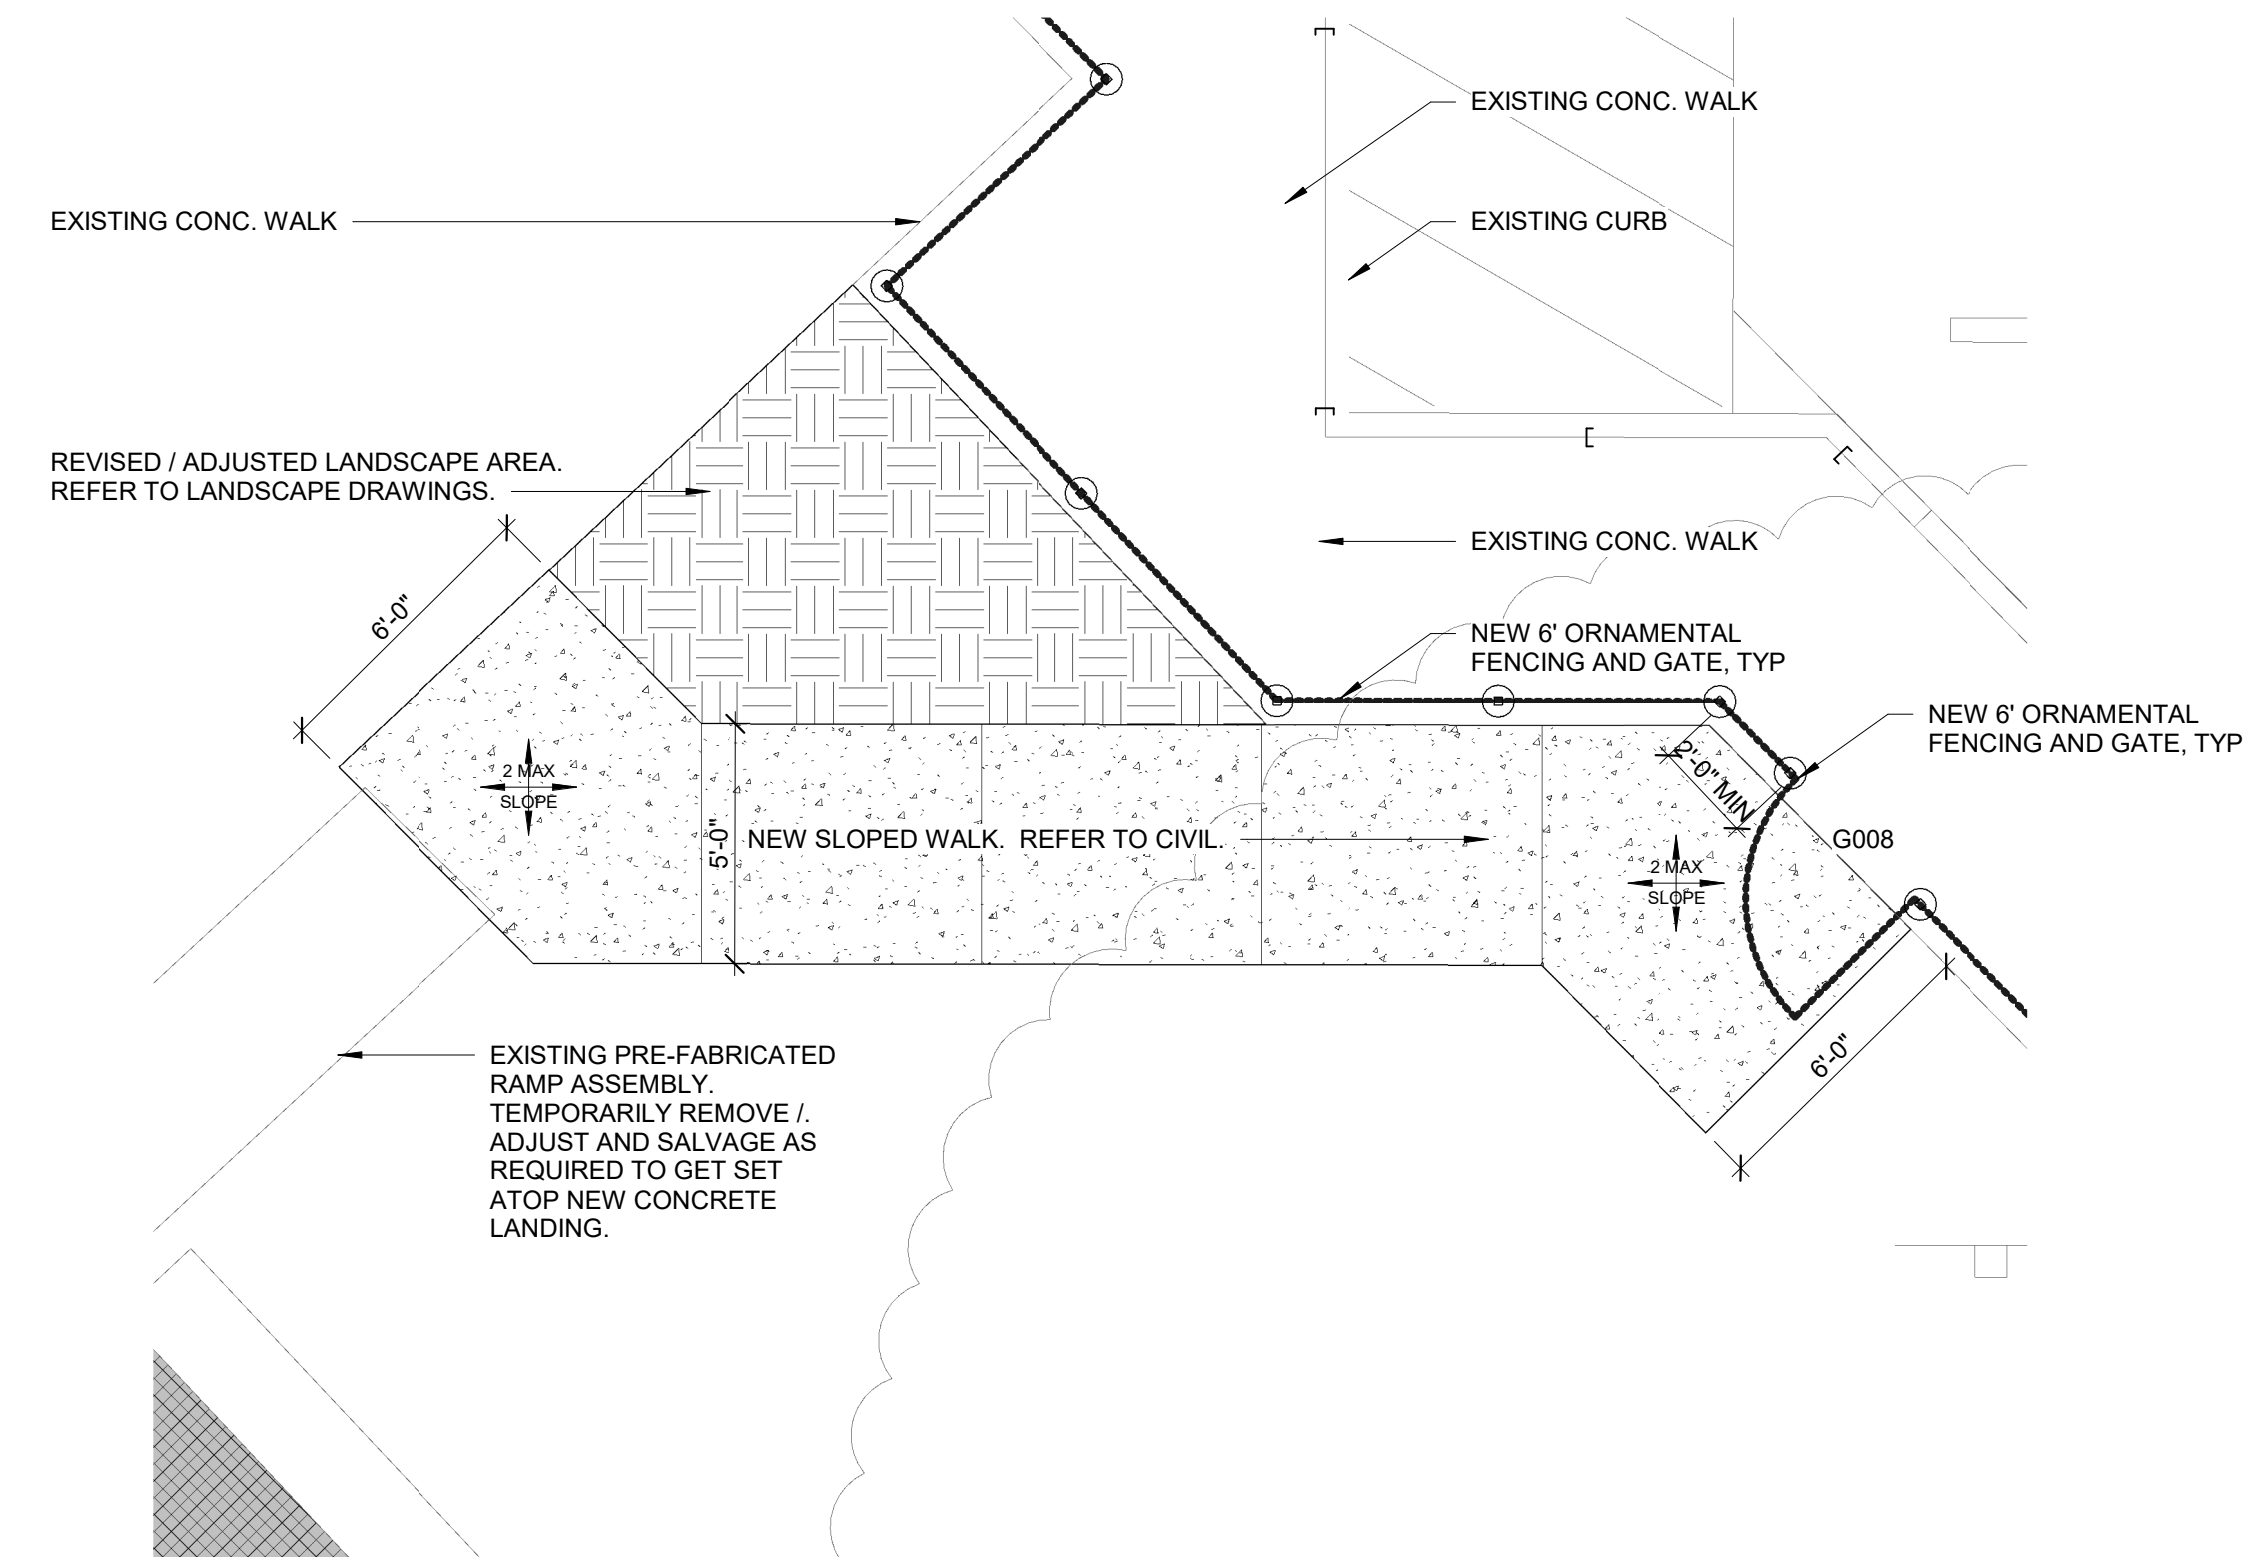 EXISTING CONC. WALK
EXISTING CONC. WALK
EXISTING CURB
REVISED / ADJUSTED LANDSCAPE AREA.
REFER TO LANDSCAPE DRAWINGS.
EXISTING CONC. WALK
6'-0"
NEW 6' ORNAMENTAL
FENCING AND GATE, TYP
NEW 6' ORNAMENTAL
FENCING AND GATE, TYP
2 MAX
SLOPE
2'-0" MIN
5'-0"
NEW SLOPED WALK.  REFER TO CIVIL.
G008
2 MAX
SLOPE
6'-0"
EXISTING PRE-FABRICATED
RAMP ASSEMBLY.
TEMPORARILY REMOVE /.
ADJUST AND SALVAGE AS
REQUIRED TO GET SET
ATOP NEW CONCRETE
LANDING.